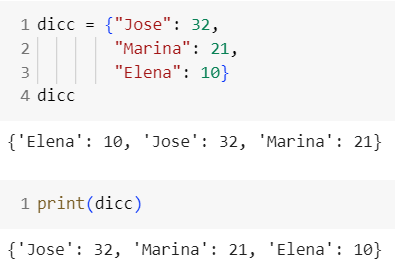 1 dicc = {"Jose": 32,
2 "Marina": 21,
3 "Elena": 10}
4 dicc
{'Elena': 10, 'Jose': 32, 'Marina': 21}
1 print(dicc)
{'Jose': 32, 'Marina': 21, 'Elena': 10}